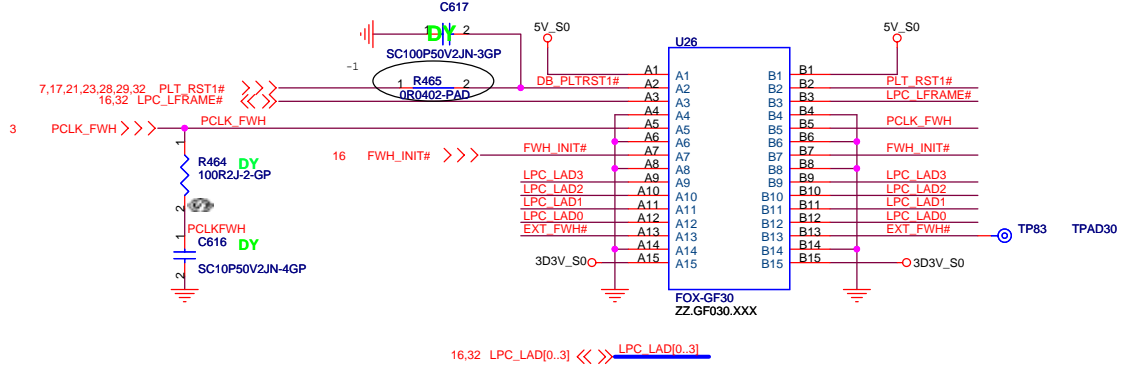 C617
1 DY 2
SC100P50V2JN-3GP
-1
1 R465 2
0R0402-PAD
7,17,21,23,28,29,32 PLT_RST1#
16,32 LPC_LFRAME#
3 PCLK_FWH
PCLK_FWH
1
R464 DY
100R2J-2-GP
2
PCLKFWH
1
C616 DY
SC10P50V2JN-4GP
2
16 FWH_INIT#
5V_S0
5V_S0
U26
DB_PLTRST1# A1 A1 B1 B1
A2 A2 B2 B2 PLT_RST1#
A3 A3 B3 B3 LPC_LFRAME#
A4 A4 B4 B4
A5 A5 B5 B5 PCLK_FWH
A6 A6 B6 B6
FWH_INIT# A7 A7 B7 B7 FWH_INIT#
A8 A8 B8 B8
LPC_LAD3 A9 A9 B9 B9 LPC_LAD3
LPC_LAD2 A10 A10 B10 B10 LPC_LAD2
LPC_LAD1 A11 A11 B11 B11 LPC_LAD1
LPC_LAD0 A12 A12 B12 B12 LPC_LAD0
EXT_FWH# A13 A13 B13 B13 EXT_FWH# TP83 TPAD30
A14 A14 B14 B14
3D3V_S0 A15 A15 B15 B15 3D3V_S0
FOX-GF30
ZZ.GF030.XXX
16,32 LPC_LAD[0..3] LPC_LAD[0..3]